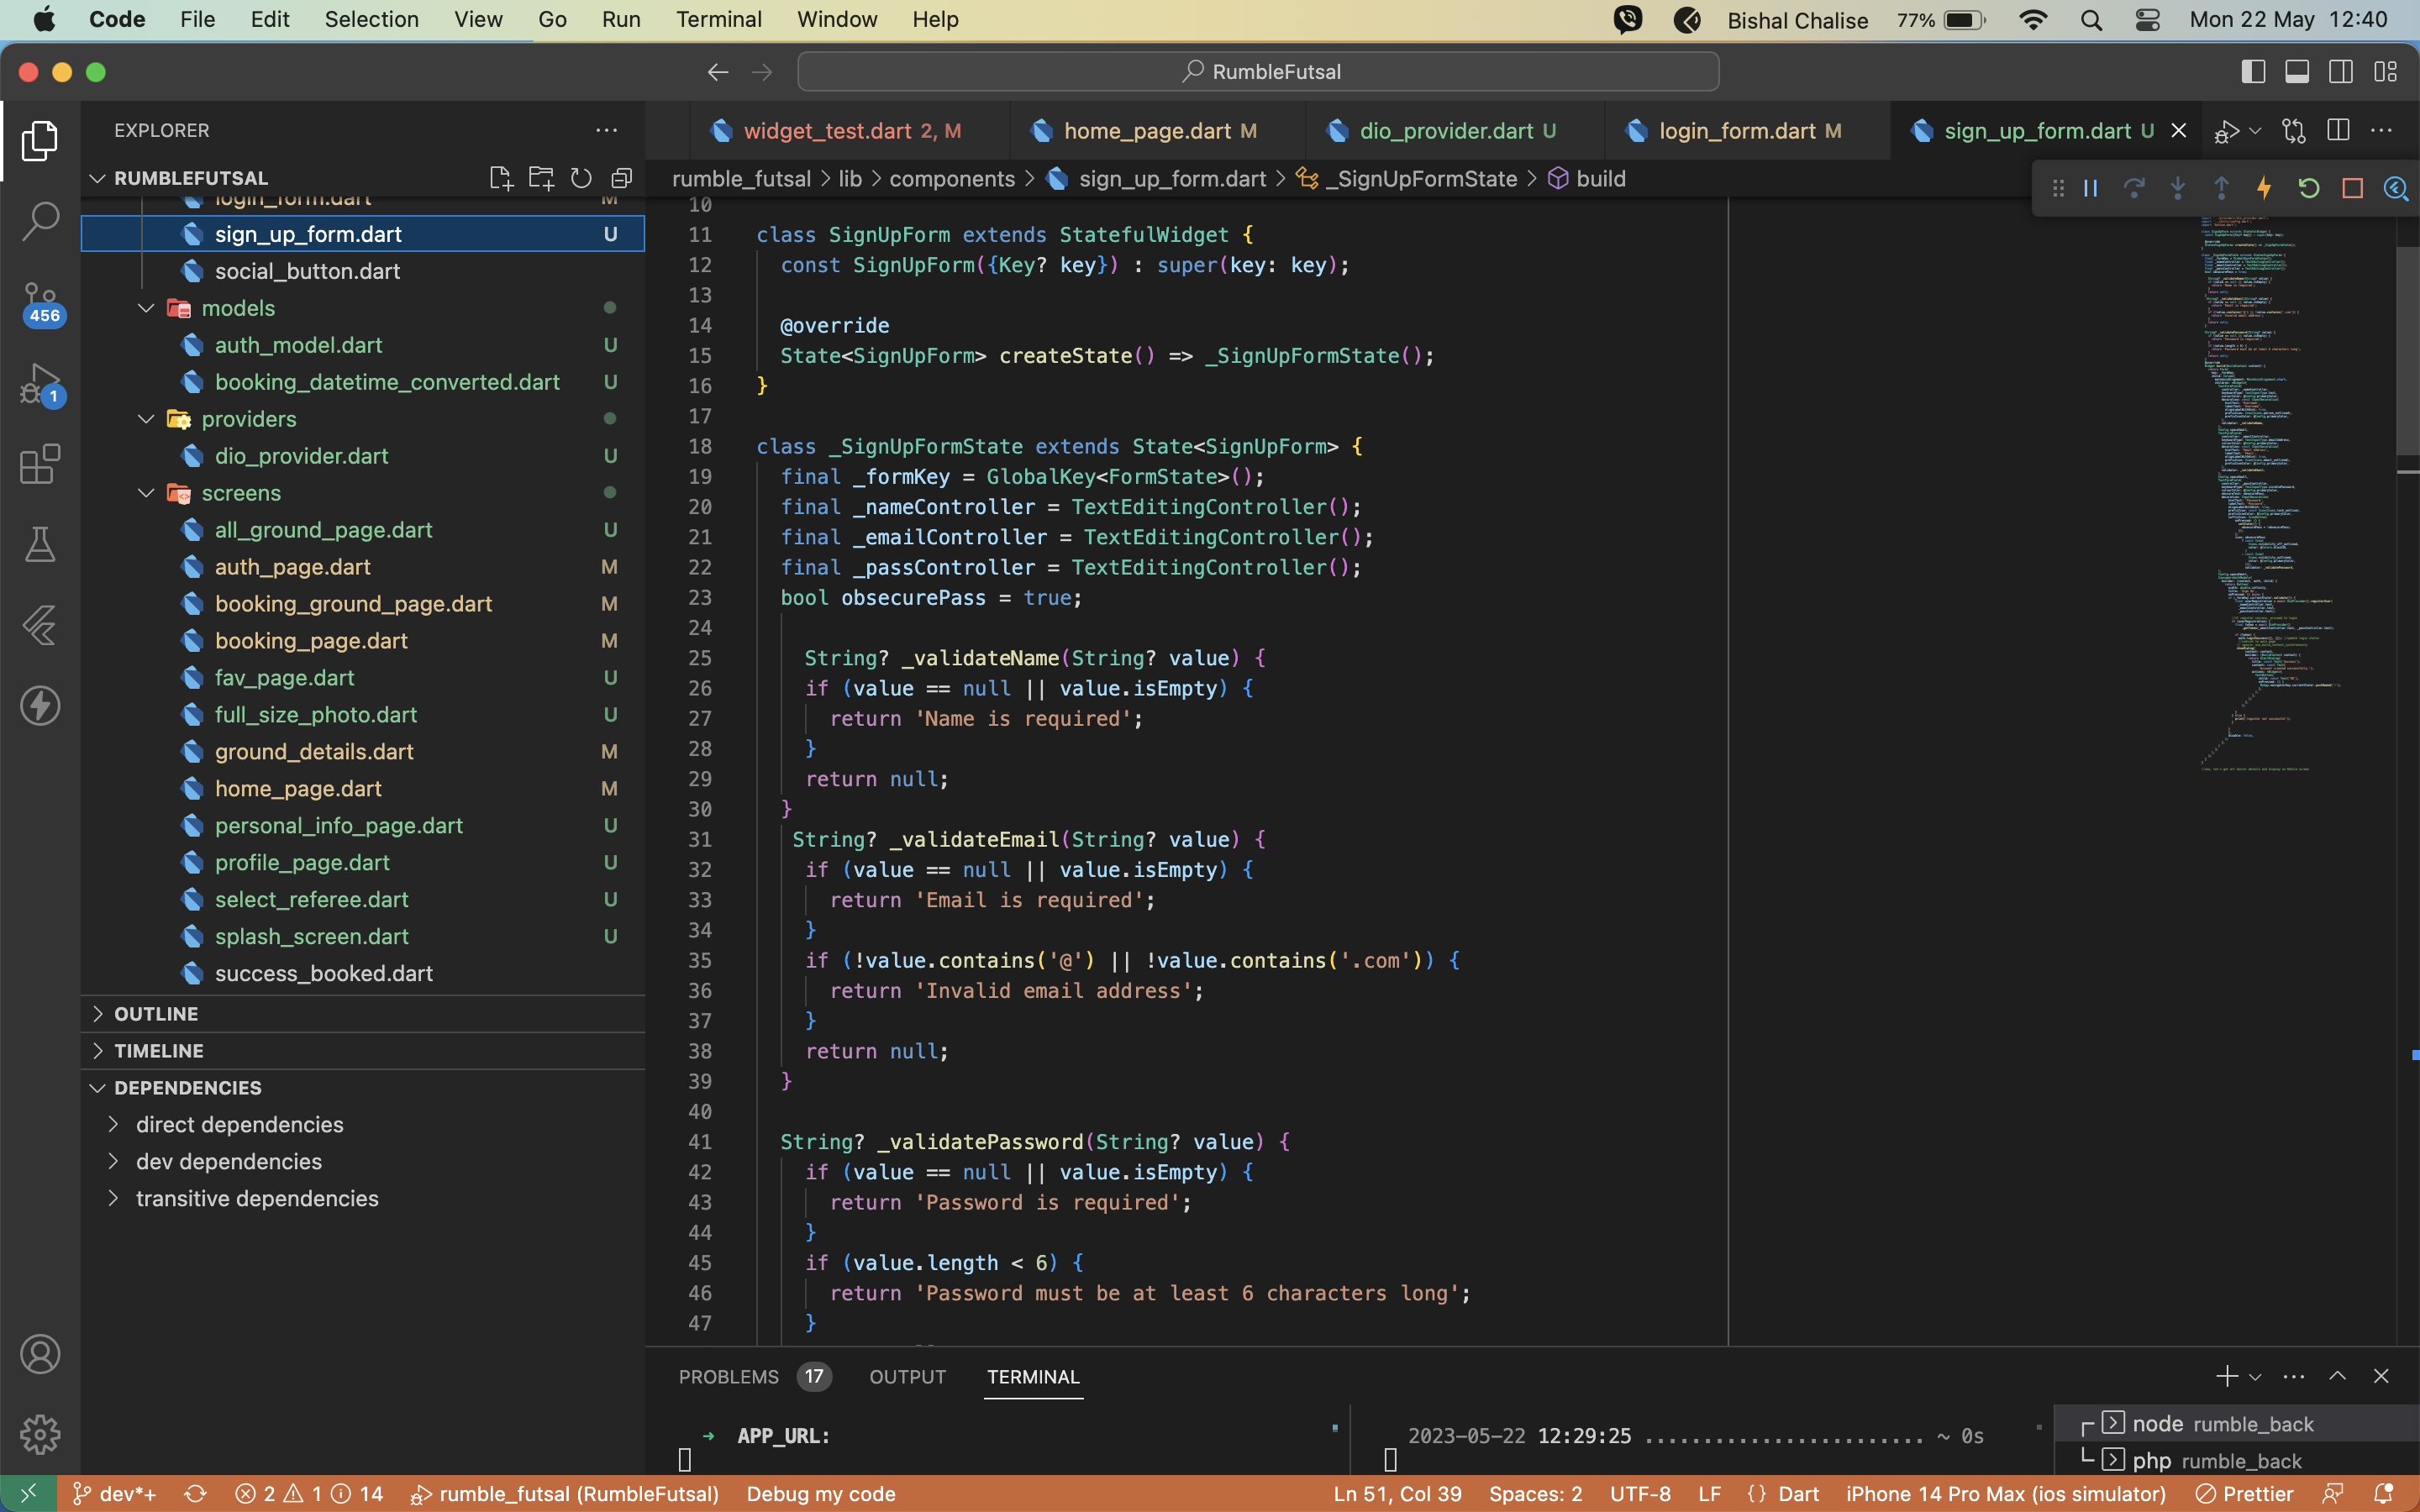 Code File Edit Selection View Go Run Terminal Window Help Bishal Chalise 77% Mon 22 May 12:40
RumbleFutsal
EXPLORER
RUMBLEFUTSAL
login_form.dart M
sign_up_form.dart U
social_button.dart
models
auth_model.dart U
booking_datetime_converted.dart U
providers
dio_provider.dart U
screens
all_ground_page.dart U
auth_page.dart M
booking_ground_page.dart M
booking_page.dart M
fav_page.dart U
full_size_photo.dart U
ground_details.dart M
home_page.dart M
personal_info_page.dart U
profile_page.dart U
select_referee.dart U
splash_screen.dart U
success_booked.dart
OUTLINE
TIMELINE
DEPENDENCIES
direct dependencies
dev dependencies
transitive dependencies
456
1
widget_test.dart 2, M home_page.dart M dio_provider.dart U login_form.dart M sign_up_form.dart U
rumble_futsal > lib > components > sign_up_form.dart > _SignUpFormState > build
10
11 class SignUpForm extends StatefulWidget {
12 const SignUpForm({Key? key}) : super(key: key);
13
14 @override
15 State<SignUpForm> createState() => _SignUpFormState();
16 }
17
18 class _SignUpFormState extends State<SignUpForm> {
19 final _formKey = GlobalKey<FormState>();
20 final _nameController = TextEditingController();
21 final _emailController = TextEditingController();
22 final _passController = TextEditingController();
23 bool obsecurePass = true;
24
25 String? _validateName(String? value) {
26 if (value == null || value.isEmpty) {
27 return 'Name is required';
28 }
29 return null;
30 }
31 String? _validateEmail(String? value) {
32 if (value == null || value.isEmpty) {
33 return 'Email is required';
34 }
35 if (!value.contains('@') || !value.contains('.com')) {
36 return 'Invalid email address';
37 }
38 return null;
39 }
40
41 String? _validatePassword(String? value) {
42 if (value == null || value.isEmpty) {
43 return 'Password is required';
44 }
45 if (value.length < 6) {
46 return 'Password must be at least 6 characters long';
47 }
PROBLEMS 17 OUTPUT TERMINAL
→ APP_URL:
2023-05-22 12:29:25 ....................... ~ 0s
node rumble_back
php rumble_back
dev*+ 2 1 14 rumble_futsal (RumbleFutsal) Debug my code Ln 51, Col 39 Spaces: 2 UTF-8 LF {} Dart iPhone 14 Pro Max (ios simulator) Prettier